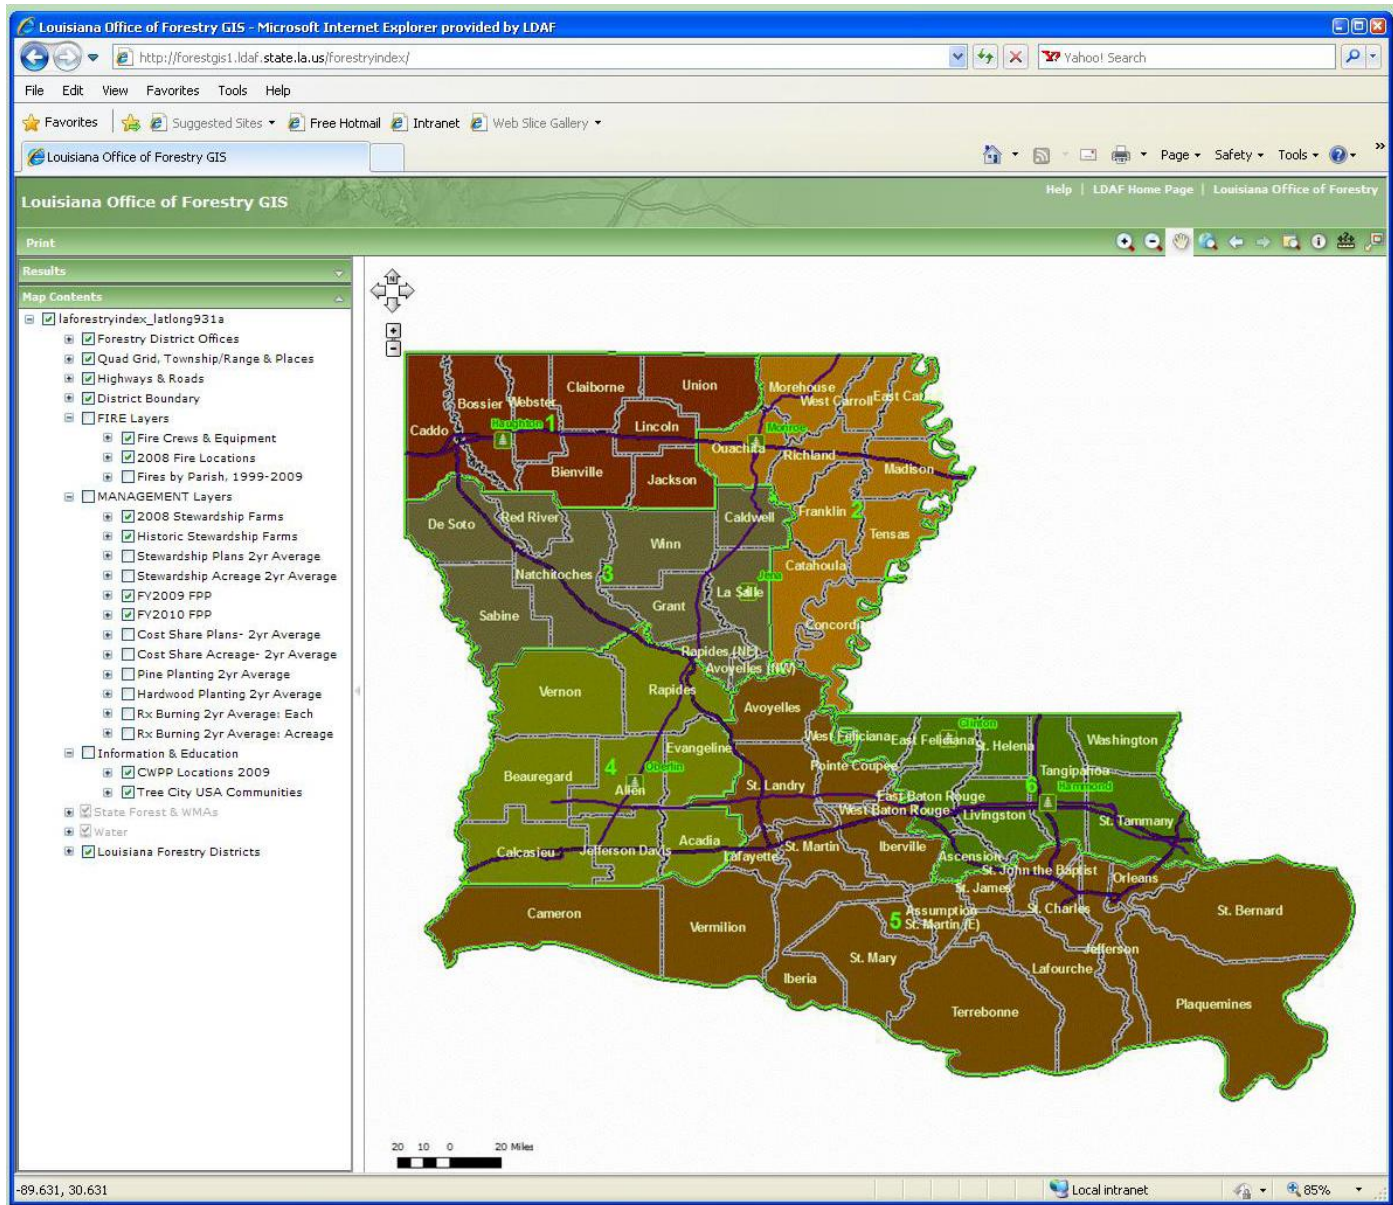 Louisiana Office of Forestry GIS - Microsoft Internet Explorer provided by LDAF
http://forestgis1.ldaf.state.la.us/forestryindex/
Yahoo! Search
File Edit View Favorites Tools Help
Favorites Suggested Sites Free Hotmail Intranet Web Slice Gallery
Louisiana Office of Forestry GIS
Page Safety Tools
Help | LDAF Home Page | Louisiana Office of Forestry
Louisiana Office of Forestry GIS
Print
Results
Map Contents
laforestryindex_latlong931a
Forestry District Offices
Quad Grid, Township/Range & Places
Highways & Roads
District Boundary
FIRE Layers
Fire Crews & Equipment
2008 Fire Locations
Fires by Parish, 1999-2009
MANAGEMENT Layers
2008 Stewardship Farms
Historic Stewardship Farms
Stewardship Plans 2yr Average
Stewardship Acreage 2yr Average
FY2009 FPP
FY2010 FPP
Cost Share Plans- 2yr Average
Cost Share Acreage- 2yr Average
Pine Planting 2yr Average
Hardwood Planting 2yr Average
Rx Burning 2yr Average: Each
Rx Burning 2yr Average: Acreage
Information & Education
CWPP Locations 2009
Tree City USA Communities
State Forest & WMAs
Water
Louisiana Forestry Districts
N
Claiborne
Union
Morehouse
Bossier
Webster
West Carroll
East Car
Caddo
Haughton
1
Lincoln
Monroe
Ouachita
Richland
Bienville
Jackson
Madison
De Soto
Red River
Caldwell
Franklin
2
Winn
Tensas
Natchitoches
3
Catahoula
Jena
La Salle
Sabine
Grant
Concordi
Rapides (NE)
Avoyelles (NW)
Vernon
Rapides
Avoyelles
Clinton
West Feliciana
East Feliciana
St. Helena
Washington
Evangeline
Pointe Coupee
Beauregard
4
Oberlin
Allen
St. Landry
Tangipahoa
6
Hammond
East Baton Rouge
West Baton Rouge
Livingston
St. Tammany
Calcasieu
Jefferson Davis
Acadia
Lafayette
St. Martin
Iberville
Ascension
St. John the Baptist
Orleans
St. James
Cameron
Vermilion
5
Assumption
St. Martin (E)
St. Charles
St. Bernard
Jefferson
St. Mary
Iberia
Lafourche
Terrebonne
Plaquemines
20 10 0 20 Miles
-89.631, 30.631
Local intranet
85%